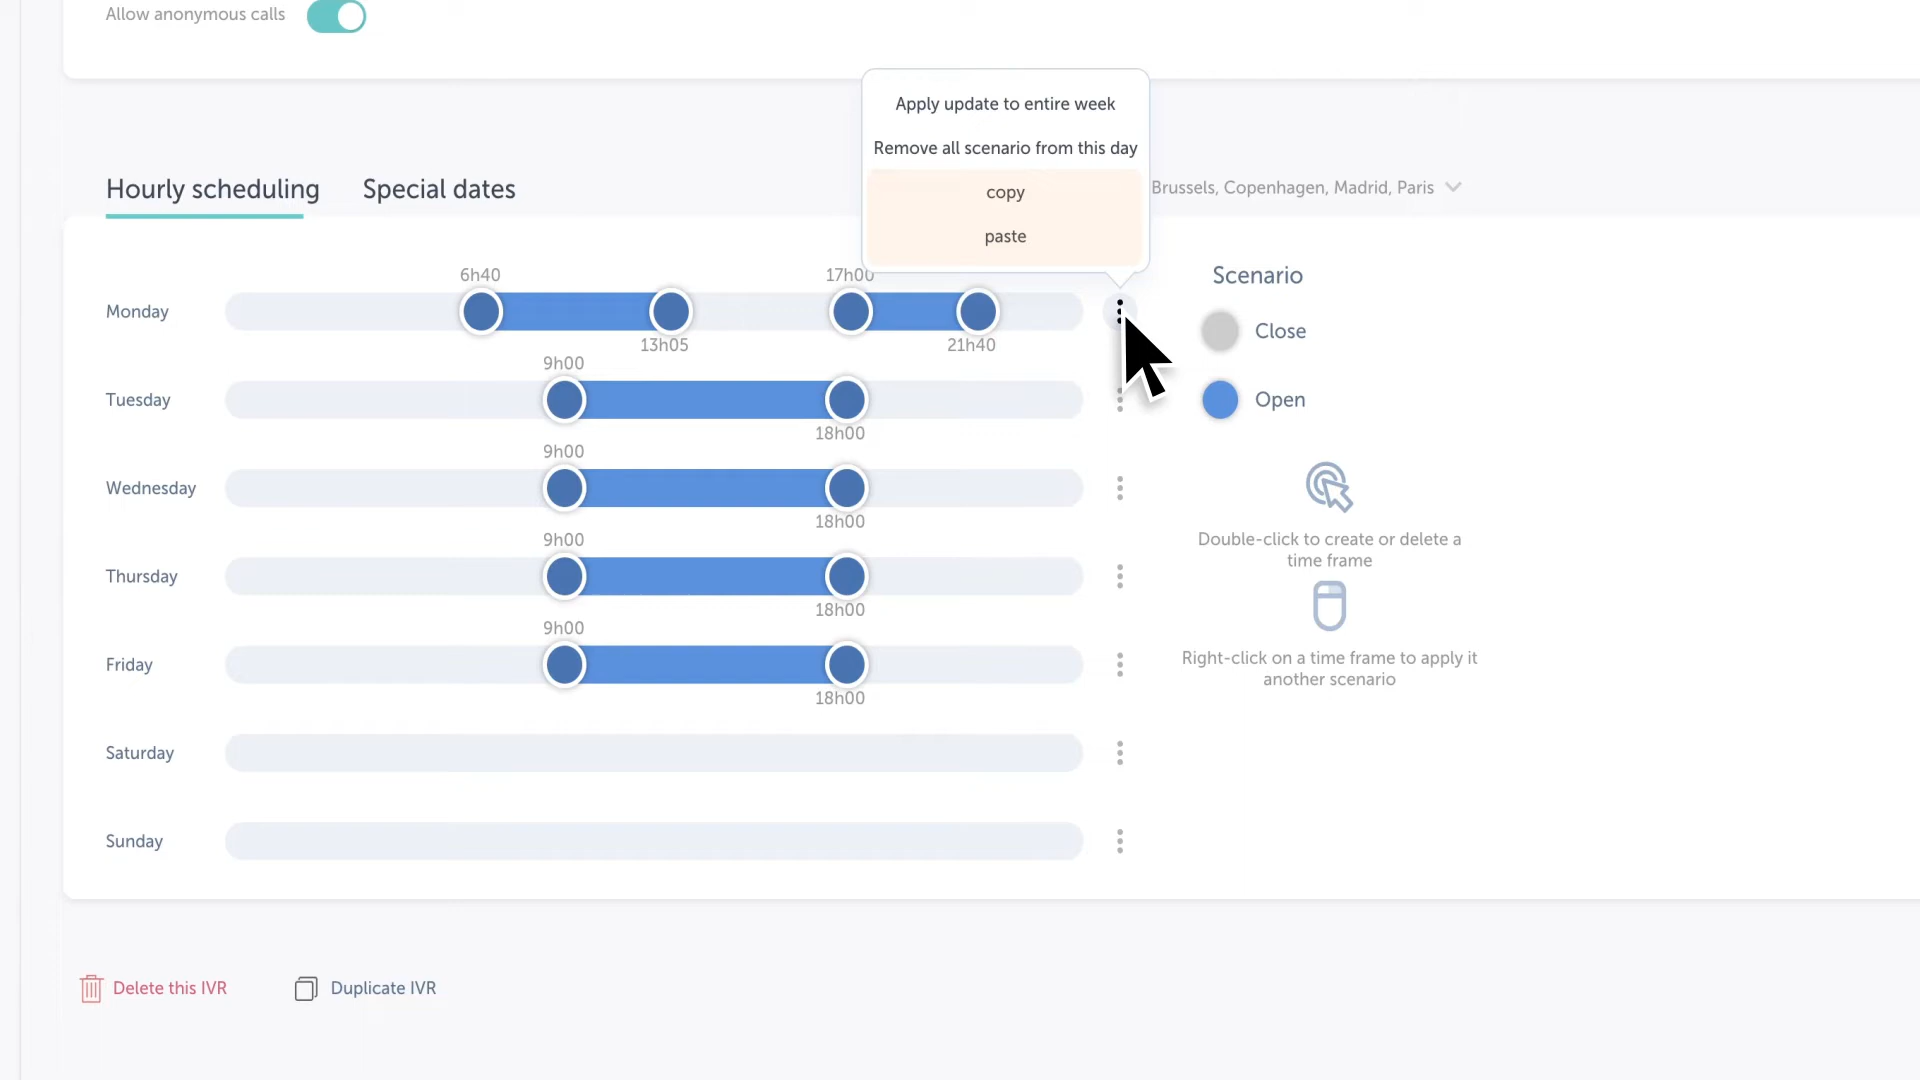 Allow anonymous calls
Apply update to entire week
Remove all scenario from this day
copy
paste
Hourly scheduling
Special dates
Brussels, Copenhagen, Madrid, Paris
Scenario
Close
Open
Double-click to create or delete a
time frame
Right-click on a time frame to apply it
another scenario
6h40
17h00
Monday
13h05
21h40
9h00
Tuesday
18h00
9h00
Wednesday
18h00
9h00
Thursday
18h00
9h00
Friday
18h00
Saturday
Sunday
Delete this IVR
Duplicate IVR